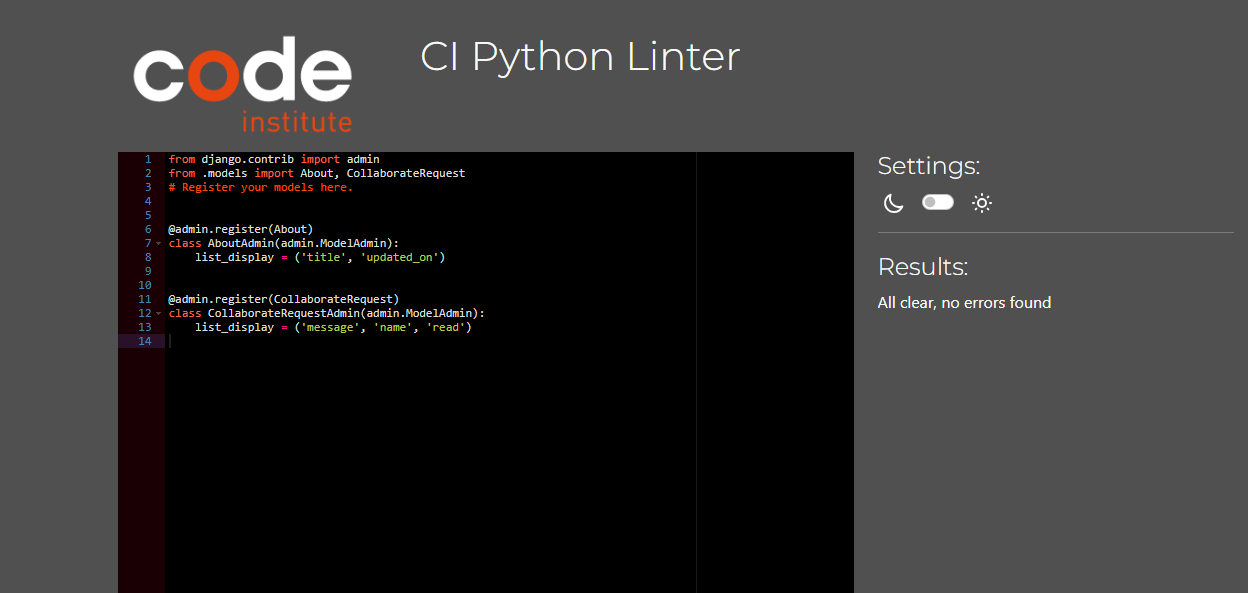 code
institute
CI Python Linter
1 from django.contrib import admin
2 from .models import About, CollaborateRequest
3 # Register your models here.
4
5
6 @admin.register(About)
7 class AboutAdmin(admin.ModelAdmin):
8     list_display = ('title', 'updated_on')
9
10
11 @admin.register(CollaborateRequest)
12 class CollaborateRequestAdmin(admin.ModelAdmin):
13     list_display = ('message', 'name', 'read')
14
Settings:
Results:
All clear, no errors found